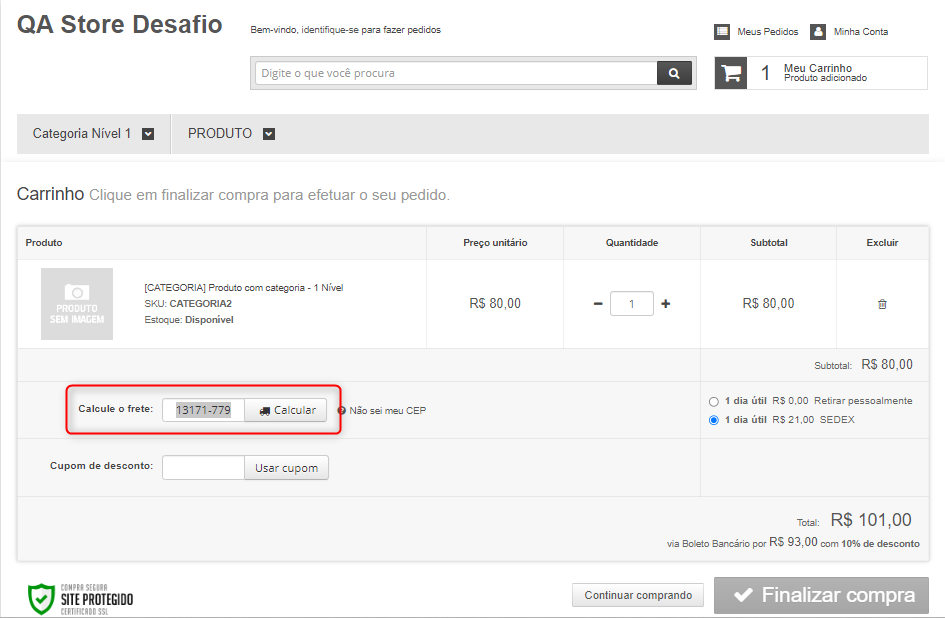 QA Store Desafio
Bem-vindo, identifique-se para fazer pedidos
Meus Pedidos
Minha Conta
Digite o que você procura
1
Meu Carrinho
Produto adicionado
Categoria Nível 1
PRODUTO
Carrinho Clique em finalizar compra para efetuar o seu pedido.
Produto
Preço unitário
Quantidade
Subtotal
Excluir
PRODUTO
SEM IMAGEM
[CATEGORIA] Produto com categoria - 1 Nível
SKU: CATEGORIA2
Estoque: Disponível
R$ 80,00
1
R$ 80,00
Subtotal: R$ 80,00
Calcule o frete: 13171-779 Calcular Não sei meu CEP
1 dia útil R$ 0,00 Retirar pessoalmente
1 dia útil R$ 21,00 SEDEX
Cupom de desconto: Usar cupom
Total: R$ 101,00
via Boleto Bancário por R$ 93,00 com 10% de desconto
COMPRA SEGURA
SITE PROTEGIDO
CERTIFICADO SSL
Continuar comprando
Finalizar compra